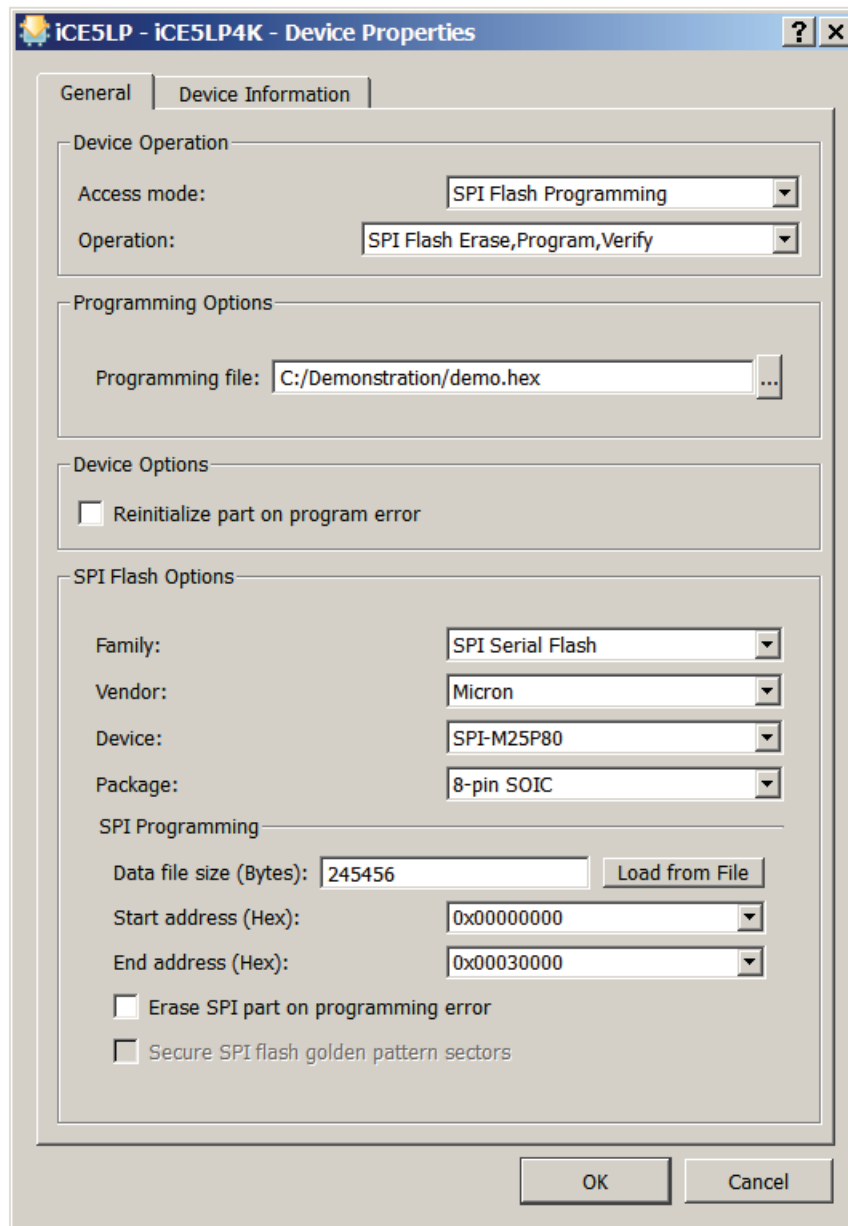 iCE5LP - iCE5LP4K - Device Properties ? ×
General Device Information
Device Operation
Access mode: SPI Flash Programming
Operation: SPI Flash Erase,Program,Verify
Programming Options
Programming file: C:/Demonstration/demo.hex ...
Device Options
Reinitialize part on program error
SPI Flash Options
Family: SPI Serial Flash
Vendor: Micron
Device: SPI-M25P80
Package: 8-pin SOIC
SPI Programming
Data file size (Bytes): 245456 Load from File
Start address (Hex): 0x00000000
End address (Hex): 0x00030000
Erase SPI part on programming error
Secure SPI flash golden pattern sectors
OK Cancel